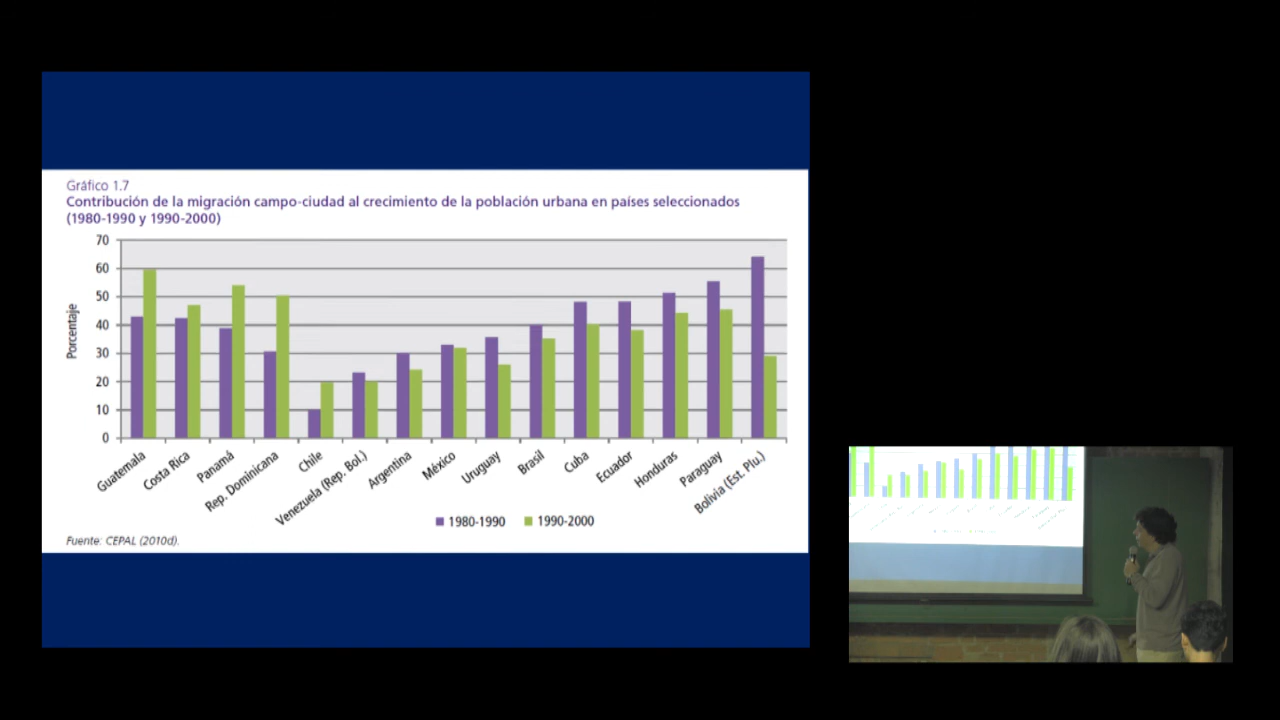 Gráfico 1.7
Contribución de la migración campo-ciudad al crecimiento de la población urbana en países seleccionados
(1980-1990 y 1990-2000)
70
60
50
40
30
20
10
0
Porcentaje
Guatemala
Costa Rica
Panamá
Rep. Dominicana
Chile
Venezuela (Rep. Bol.)
Argentina
México
Uruguay
Brasil
Cuba
Ecuador
Honduras
Paraguay
Bolivia (Est. Plu.)
1980-1990
1990-2000
Fuente: CEPAL (2010d).